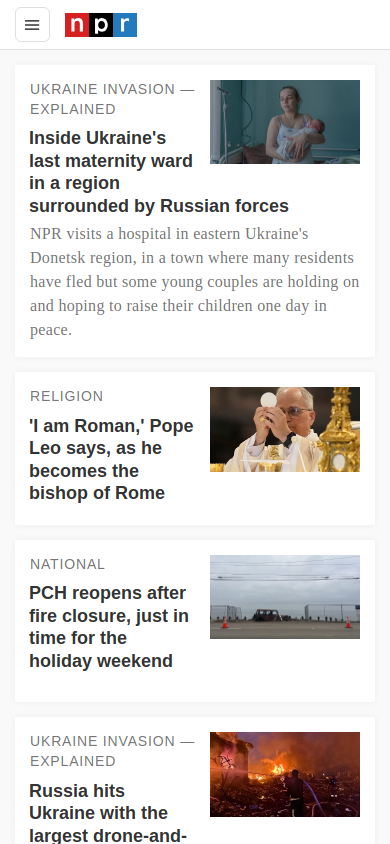 npr
UKRAINE INVASION —
EXPLAINED
Inside Ukraine's
last maternity ward
in a region
surrounded by Russian forces
NPR visits a hospital in eastern Ukraine's
Donetsk region, in a town where many residents
have fled but some young couples are holding on
and hoping to raise their children one day in
peace.
RELIGION
'I am Roman,' Pope
Leo says, as he
becomes the
bishop of Rome
NATIONAL
PCH reopens after
fire closure, just in
time for the
holiday weekend
UKRAINE INVASION —
EXPLAINED
Russia hits
Ukraine with the
largest drone-and-